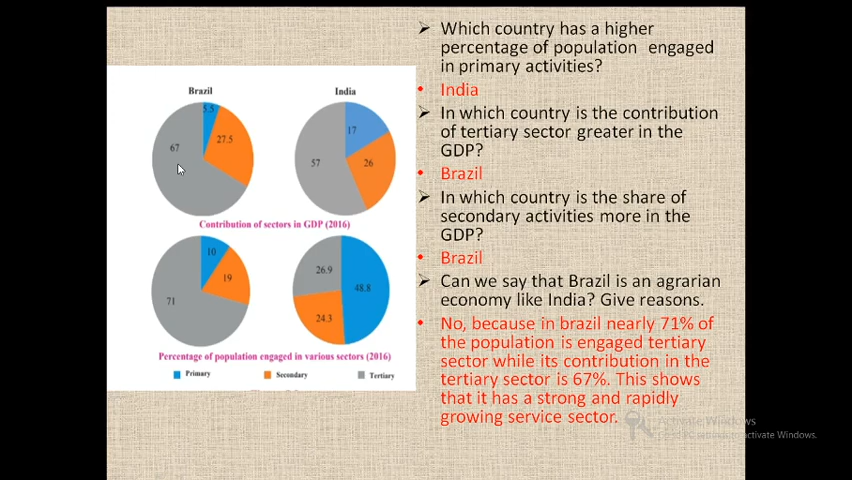 Brazil
India
5.5
27.5
67
17
26
57
Contribution of sectors in GDP (2016)
10
19
71
48.8
24.3
26.9
Percentage of population engaged in various sectors (2016)
Primary
Secondary
Tertiary
➢ Which country has a higher
percentage of population engaged
in primary activities?
• India
➢ In which country is the contribution
of tertiary sector greater in the
GDP?
• Brazil
➢ In which country is the share of
secondary activities more in the
GDP?
• Brazil
➢ Can we say that Brazil is an agrarian
economy like India? Give reasons.
• No, because in brazil nearly 71% of
the population is engaged tertiary
sector while its contribution in the
tertiary sector is 67%. This shows
that it has a strong and rapidly
growing service sector.
Activate Windows
activate Windows.